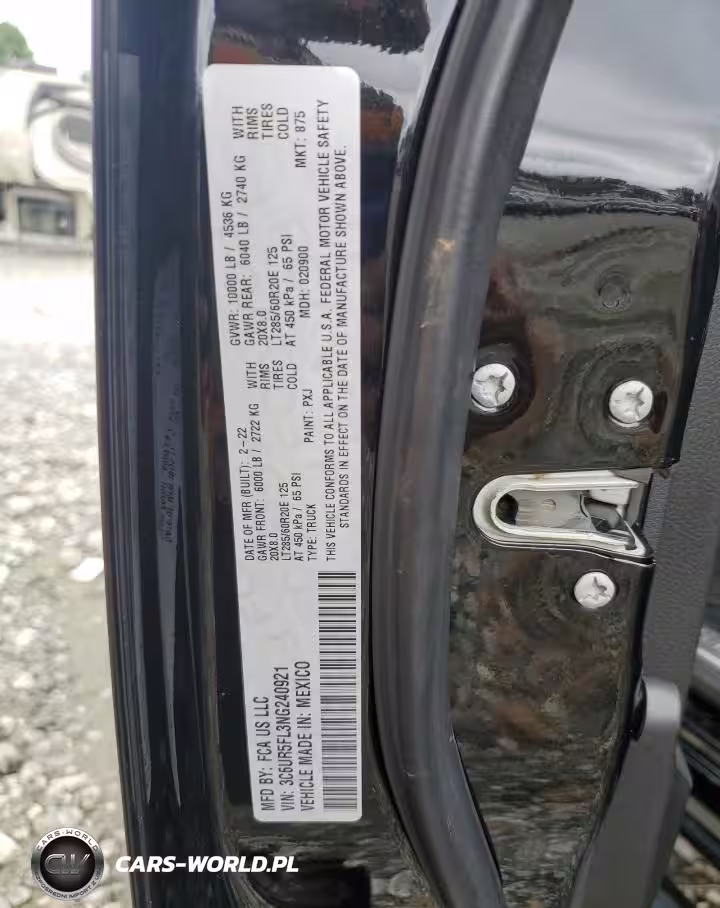 MFD BY: FCA US LLC
VIN: 3C6UR5FL3NG240921
VEHICLE MADE IN: MEXICO
DATE OF MFR (BUILT): 2-22
GAWR FRONT: 6000 LB / 2722 KG WITH
20X8.0 RIMS
LT285/60R20E 125 TIRES
AT 450 kPa / 65 PSI COLD
TYPE: TRUCK PAINT: PXJ
GVWR: 10000 LB / 4536 KG
GAWR REAR: 6040 LB / 2740 KG WITH
20X8.0 RIMS
LT285/60R20E 125 TIRES
AT 450 kPa / 65 PSI COLD
MDH: 020900 MKT: 875
THIS VEHICLE CONFORMS TO ALL APPLICABLE U.S.A. FEDERAL MOTOR VEHICLE SAFETY
STANDARDS IN EFFECT ON THE DATE OF MANUFACTURE SHOWN ABOVE.
CARS-WORLD
CW
CARS-WORLD.PL